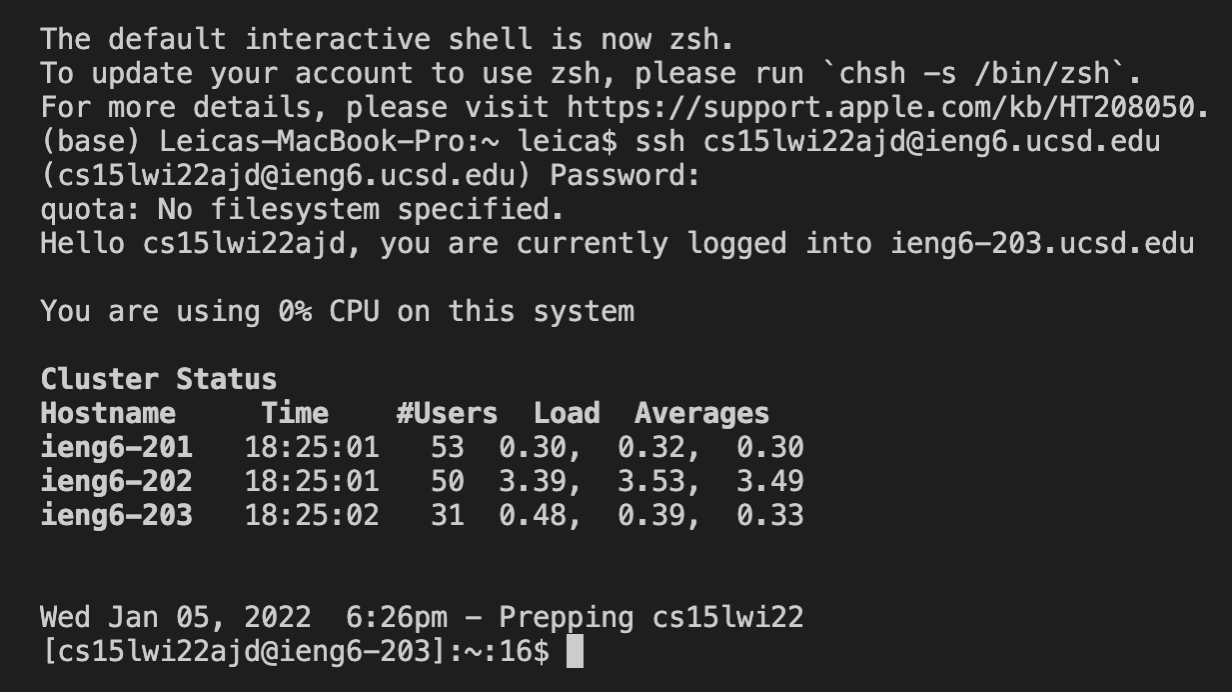 The default interactive shell is now zsh.
To update your account to use zsh, please run `chsh -s /bin/zsh`.
For more details, please visit https://support.apple.com/kb/HT208050.
(base) Leicas-MacBook-Pro:~ leica$ ssh cs15lwi22ajd@ieng6.ucsd.edu
(cs15lwi22ajd@ieng6.ucsd.edu) Password:
quota: No filesystem specified.
Hello cs15lwi22ajd, you are currently logged into ieng6-203.ucsd.edu
You are using 0% CPU on this system
Cluster Status
Hostname     Time    #Users  Load  Averages
ieng6-201   18:25:01   53  0.30,  0.32,  0.30
ieng6-202   18:25:01   50  3.39,  3.53,  3.49
ieng6-203   18:25:02   31  0.48,  0.39,  0.33
Wed Jan 05, 2022  6:26pm - Prepping cs15lwi22
[cs15lwi22ajd@ieng6-203]:~:16$